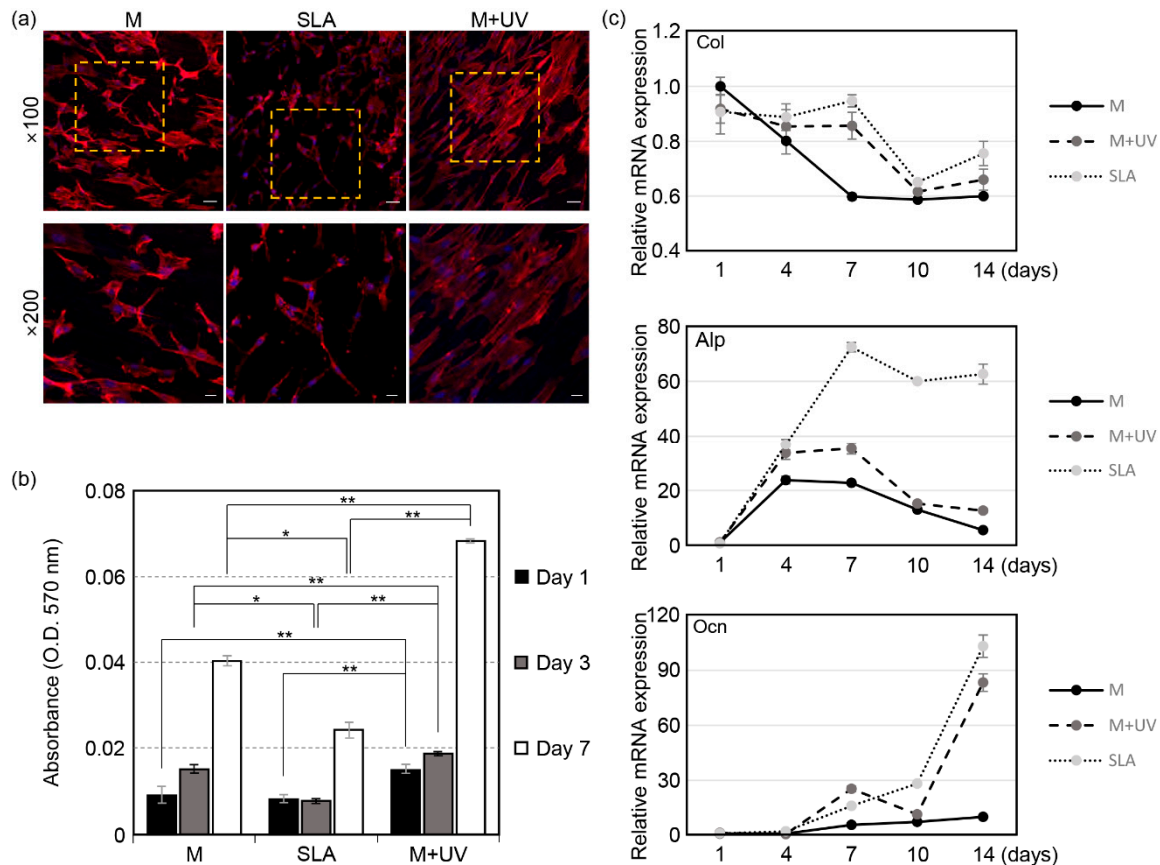 (a)
M SLA M+UV
×100
×200
(b)
Absorbance (O.D. 570 nm)
0.08
0.06
0.04
0.02
0
** 
**
*
**
*
**
**
**
M SLA M+UV
Day 1
Day 3
Day 7
(c)
Col
Relative mRNA expression
1.2
1.0
0.8
0.6
0.4
1 4 7 10 14 (days)
M
M+UV
SLA
Alp
Relative mRNA expression
80
60
40
20
0
1 4 7 10 14 (days)
M
M+UV
SLA
Ocn
Relative mRNA expression
120
90
60
30
0
1 4 7 10 14 (days)
M
M+UV
SLA